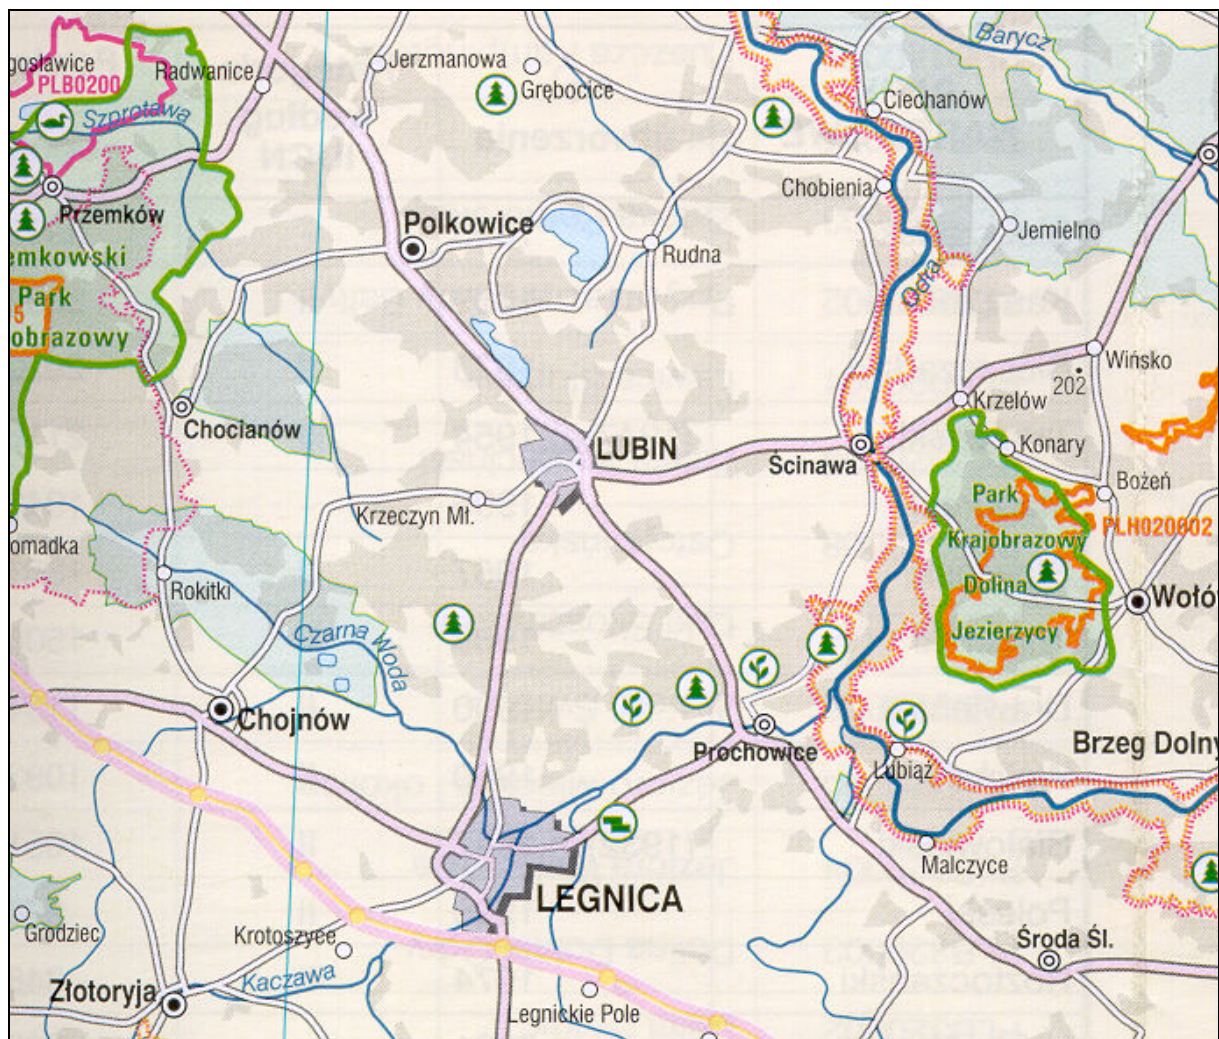 Barycz
gosławice
PLB0200
Radwanice
Jerzmanowa
Grębocice
Ciechanów
Szprotawa
Przemków
Chobienia
Polkowice
Jemielno
Rudna
emkowski
Park
5
obrazowy
Odra
Wińsko
202
Krzelów
Chocianów
LUBIN
Ścinawa
Konary
Bożeń
Park
PLH020002
Krzeczyn Mł.
Krajobrazowy
omadka
Dolina
Rokitki
Wołó
Jezierzycy
Czarna Woda
Chojnów
Prochowice
Brzeg Dolny
Lubiąż
Malczyce
LEGNICA
Grodziec
Krotoszyce
Środa Śl.
Kaczawa
Złotoryja
Legnickie Pole